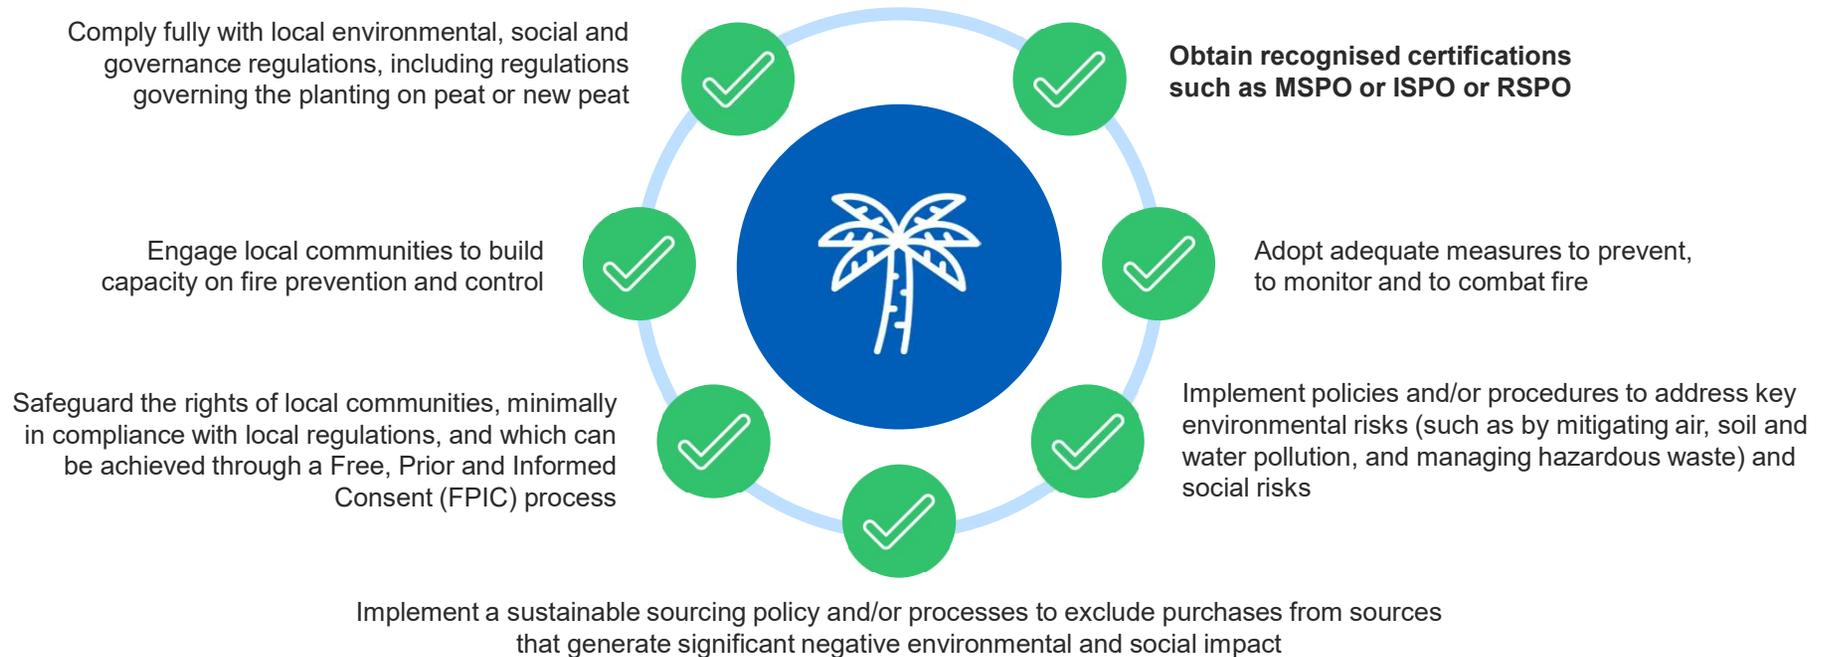 Comply fully with local environmental, social and
governance regulations, including regulations
governing the planting on peat or new peat
Obtain recognised certifications
such as MSPO or ISPO or RSPO
Engage local communities to build
capacity on fire prevention and control
Adopt adequate measures to prevent,
to monitor and to combat fire
Safeguard the rights of local communities, minimally
in compliance with local regulations, and which can
be achieved through a Free, Prior and Informed
Consent (FPIC) process
Implement policies and/or procedures to address key
environmental risks (such as by mitigating air, soil and
water pollution, and managing hazardous waste) and
social risks
Implement a sustainable sourcing policy and/or processes to exclude purchases from sources
that generate significant negative environmental and social impact